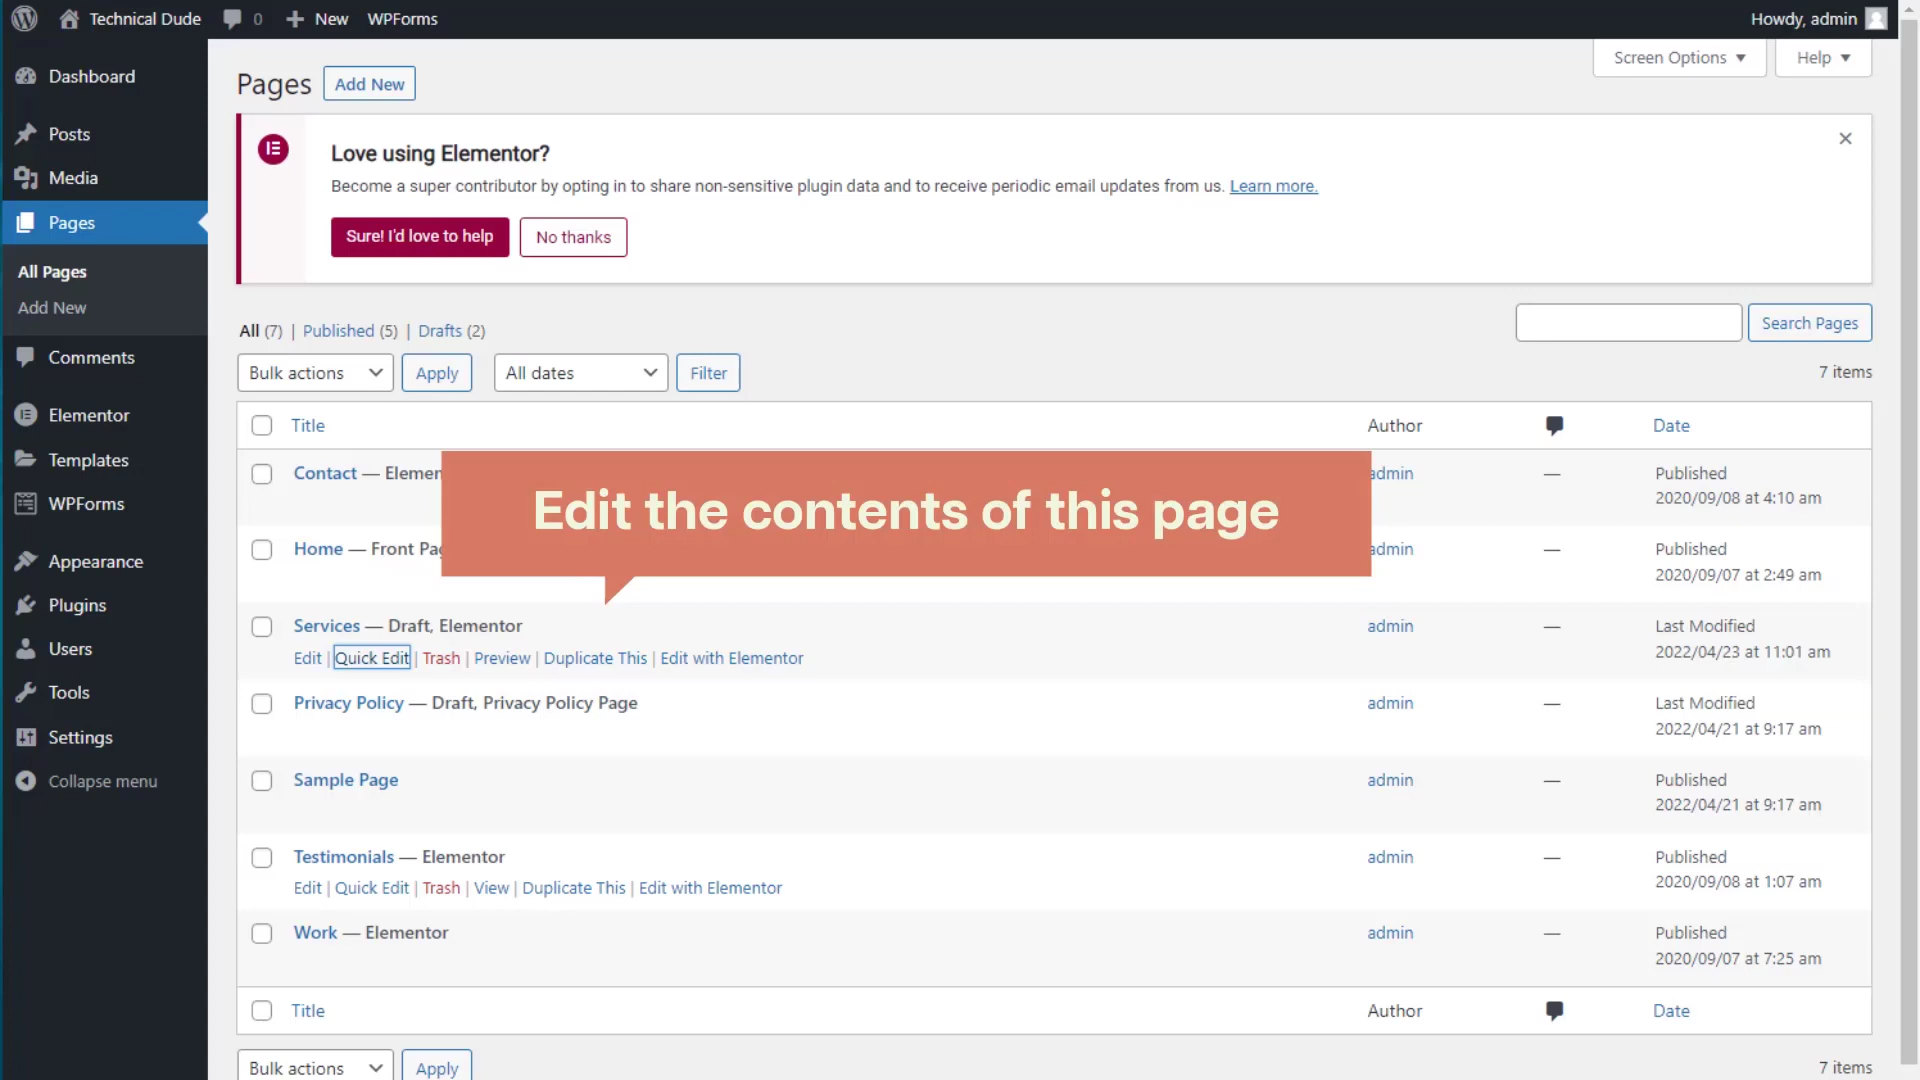 Technical Dude 0 New WPForms Howdy, admin
Screen Options Help
Dashboard
Posts
Media
Pages
All Pages
Add New
Comments
Elementor
Templates
WPForms
Appearance
Plugins
Users
Tools
Settings
Collapse menu
Pages Add New
Love using Elementor?
Become a super contributor by opting in to share non-sensitive plugin data and to receive periodic email updates from us. Learn more.
Sure! I'd love to help No thanks
All (7) | Published (5) | Drafts (2)
Search Pages
Bulk actions Apply All dates Filter 7 items
Title Author Date
Contact — Elemen admin — Published
2020/09/08 at 4:10 am
Edit the contents of this page
Home — Front Pag admin — Published
2020/09/07 at 2:49 am
Services — Draft, Elementor admin — Last Modified
2022/04/23 at 11:01 am
Edit | Quick Edit | Trash | Preview | Duplicate This | Edit with Elementor
Privacy Policy — Draft, Privacy Policy Page admin — Last Modified
2022/04/21 at 9:17 am
Sample Page admin — Published
2022/04/21 at 9:17 am
Testimonials — Elementor admin — Published
2020/09/08 at 1:07 am
Edit | Quick Edit | Trash | View | Duplicate This | Edit with Elementor
Work — Elementor admin — Published
2020/09/07 at 7:25 am
Title Author Date
Bulk actions Apply 7 items